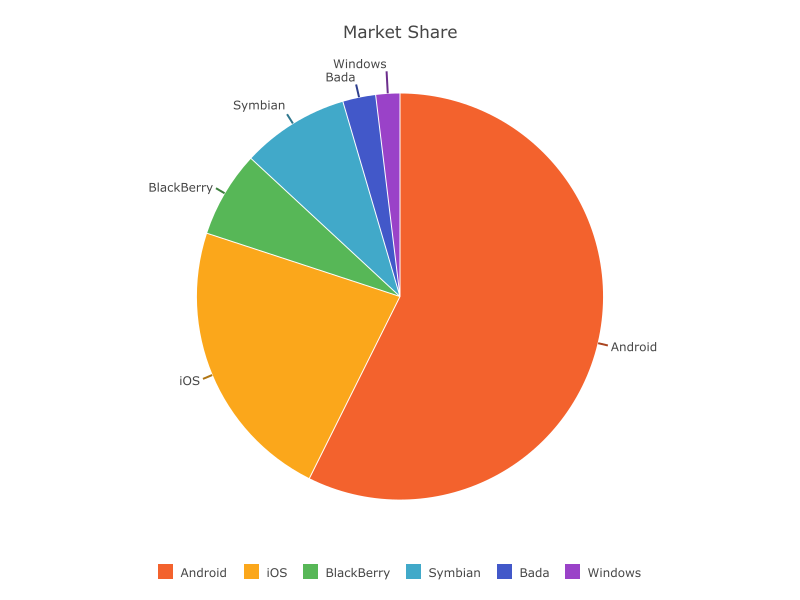 Market Share
Windows
Bada
Symbian
BlackBerry
Android
iOS
Android iOS BlackBerry Symbian Bada Windows